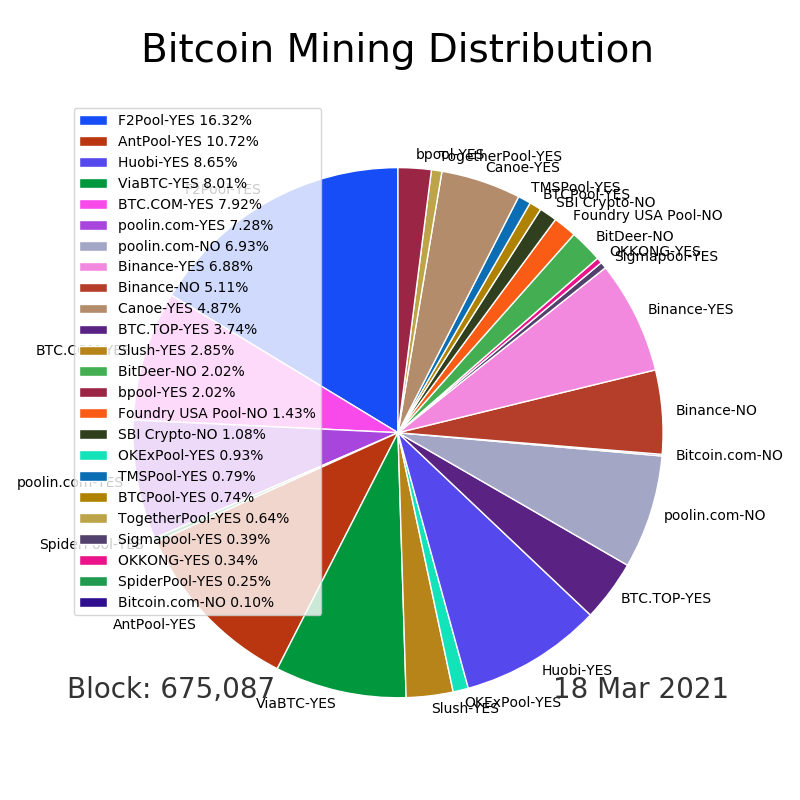 Bitcoin Mining Distribution
F2Pool-YES 16.32%
AntPool-YES 10.72%
Huobi-YES 8.65%
ViaBTC-YES 8.01%
BTC.COM-YES 7.92%
poolin.com-YES 7.28%
poolin.com-NO 6.93%
Binance-YES 6.88%
Binance-NO 5.11%
Canoe-YES 4.87%
BTC.TOP-YES 3.74%
Slush-YES 2.85%
BitDeer-NO 2.02%
bpool-YES 2.02%
Foundry USA Pool-NO 1.43%
SBI Crypto-NO 1.08%
OKExPool-YES 0.93%
TMSPool-YES 0.79%
BTCPool-YES 0.74%
TogetherPool-YES 0.64%
Sigmapool-YES 0.39%
OKKONG-YES 0.34%
SpiderPool-YES 0.25%
Bitcoin.com-NO 0.10%
bpool-YES
TogetherPool-YES
Canoe-YES
TMSPool-YES
BTCPool-YES
SBI Crypto-NO
Foundry USA Pool-NO
BitDeer-NO
OKKONG-YES
Sigmapool-YES
Binance-YES
Binance-NO
Bitcoin.com-NO
poolin.com-NO
BTC.TOP-YES
Huobi-YES
OKExPool-YES
Slush-YES
ViaBTC-YES
AntPool-YES
SpiderPool-YES
poolin.com-YES
BTC.COM-YES
F2Pool-YES
Block: 675,087
18 Mar 2021